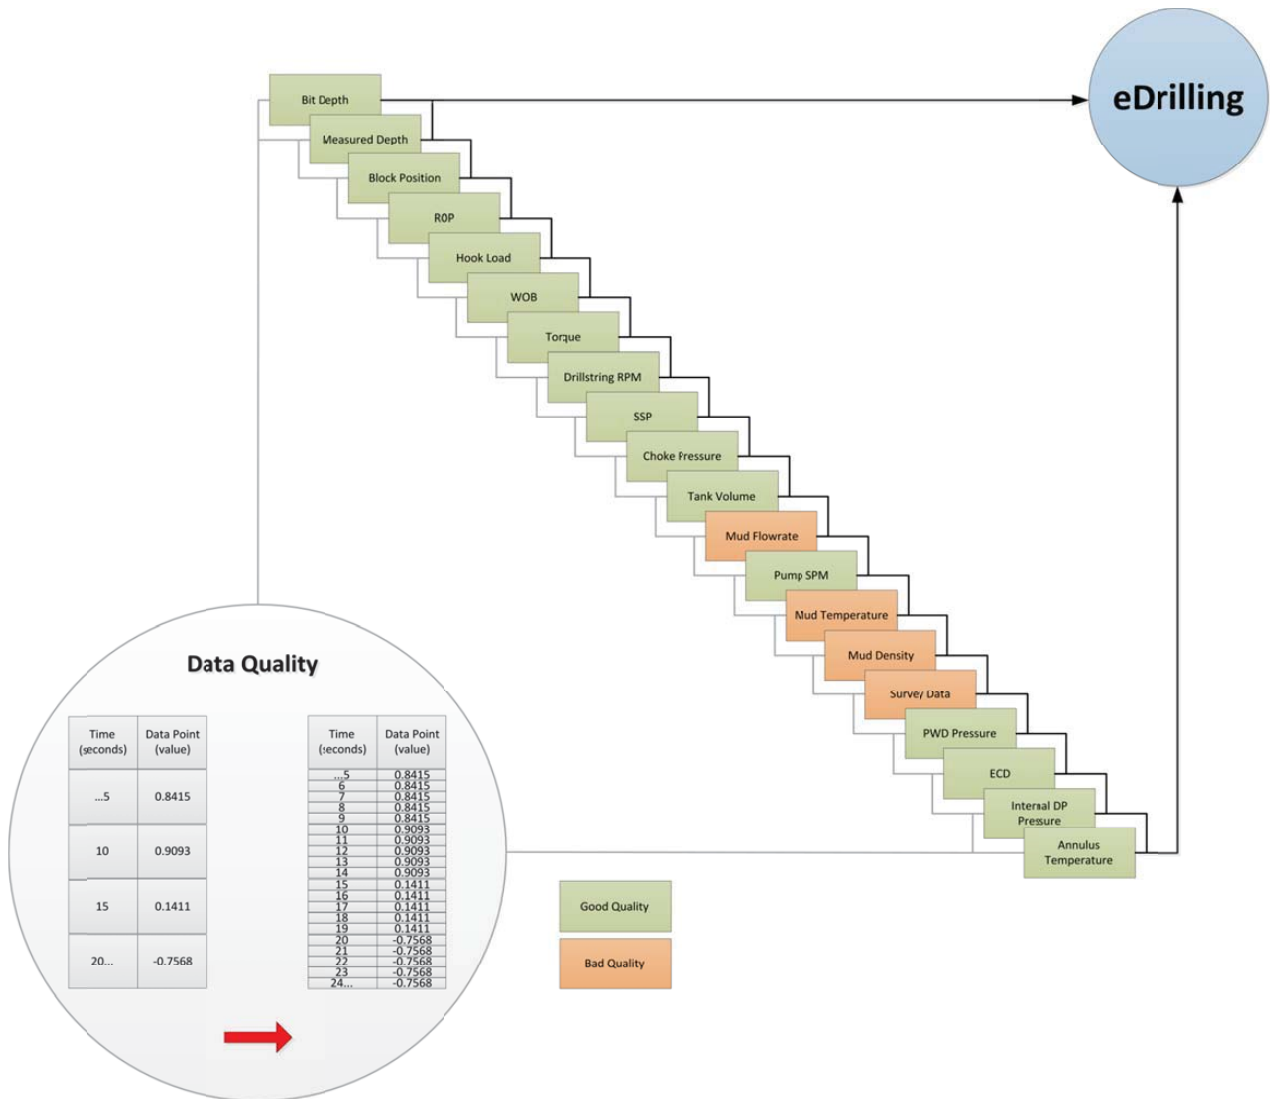 eDrilling
Bit Depth
Measured Depth
Block Position
ROP
Hook Load
WOB
Torque
Drillstring RPM
SSP
Choke Pressure
Tank Volume
Mud Flowrate
Pump SPM
Mud Temperature
Mud Density
Survey Data
PWD Pressure
ECD
Internal DP
Pressure
Annulus
Temperature
Data Quality
Time
(seconds)
Data Point
(value)
...5 0.8415
10 0.9093
15 0.1411
20... -0.7568
Time
(seconds)
Data Point
(value)
...5 0.8415
6 0.8415
7 0.8415
8 0.8415
9 0.8415
10 0.9093
11 0.9093
12 0.9093
13 0.9093
14 0.9093
15 0.1411
16 0.1411
17 0.1411
18 0.1411
19 0.1411
20 -0.7568
21 -0.7568
22 -0.7568
23 -0.7568
24... -0.7568
Good Quality
Bad Quality